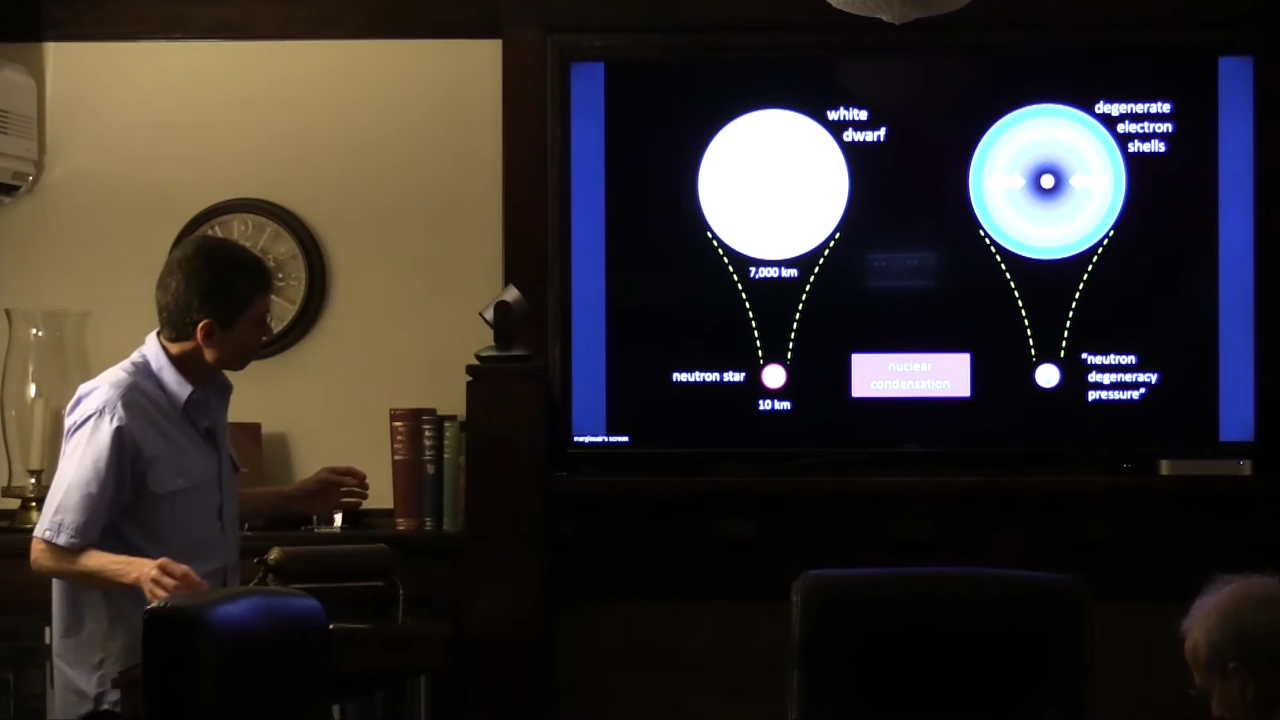 white
dwarf
degenerate
electron
shells
7,000 km
neutron star
10 km
nuclear
condensation
"neutron
degeneracy
pressure"